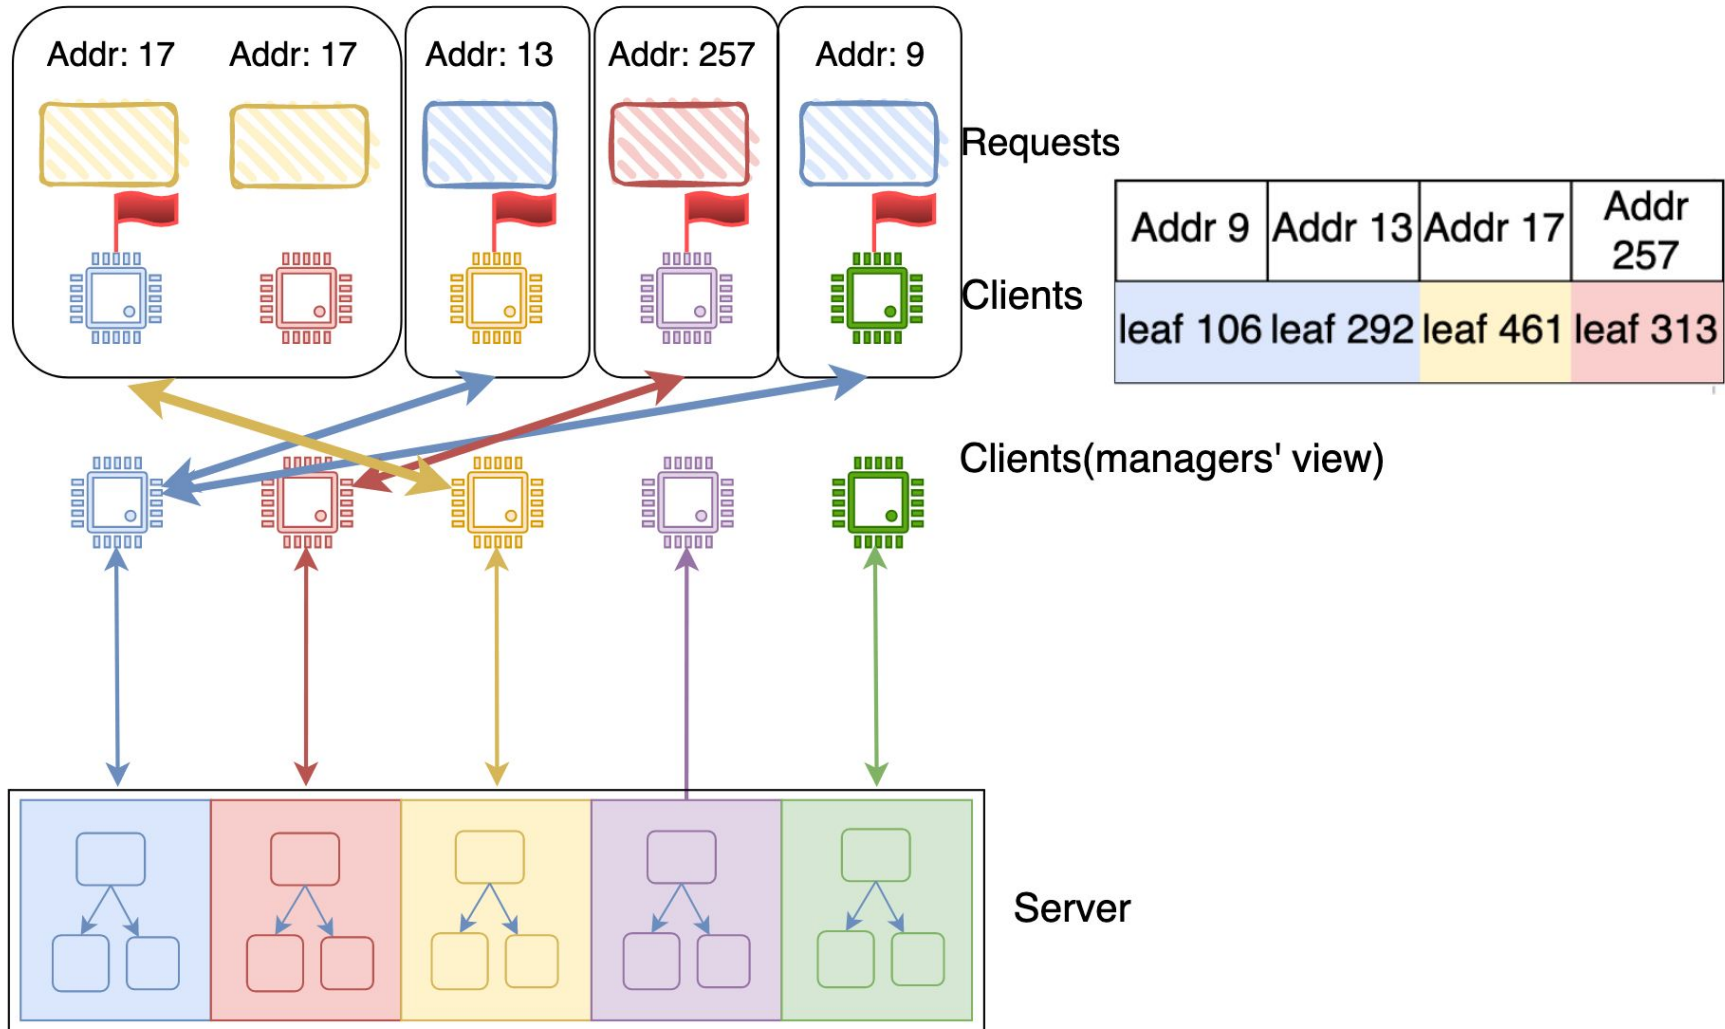 Addr: 17
Addr: 17
Addr: 13
Addr: 257
Addr: 9
Requests
Addr 9
Addr 13
Addr 17
Addr
257
Clients
leaf 106
leaf 292
leaf 461
leaf 313
Clients(managers' view)
Server